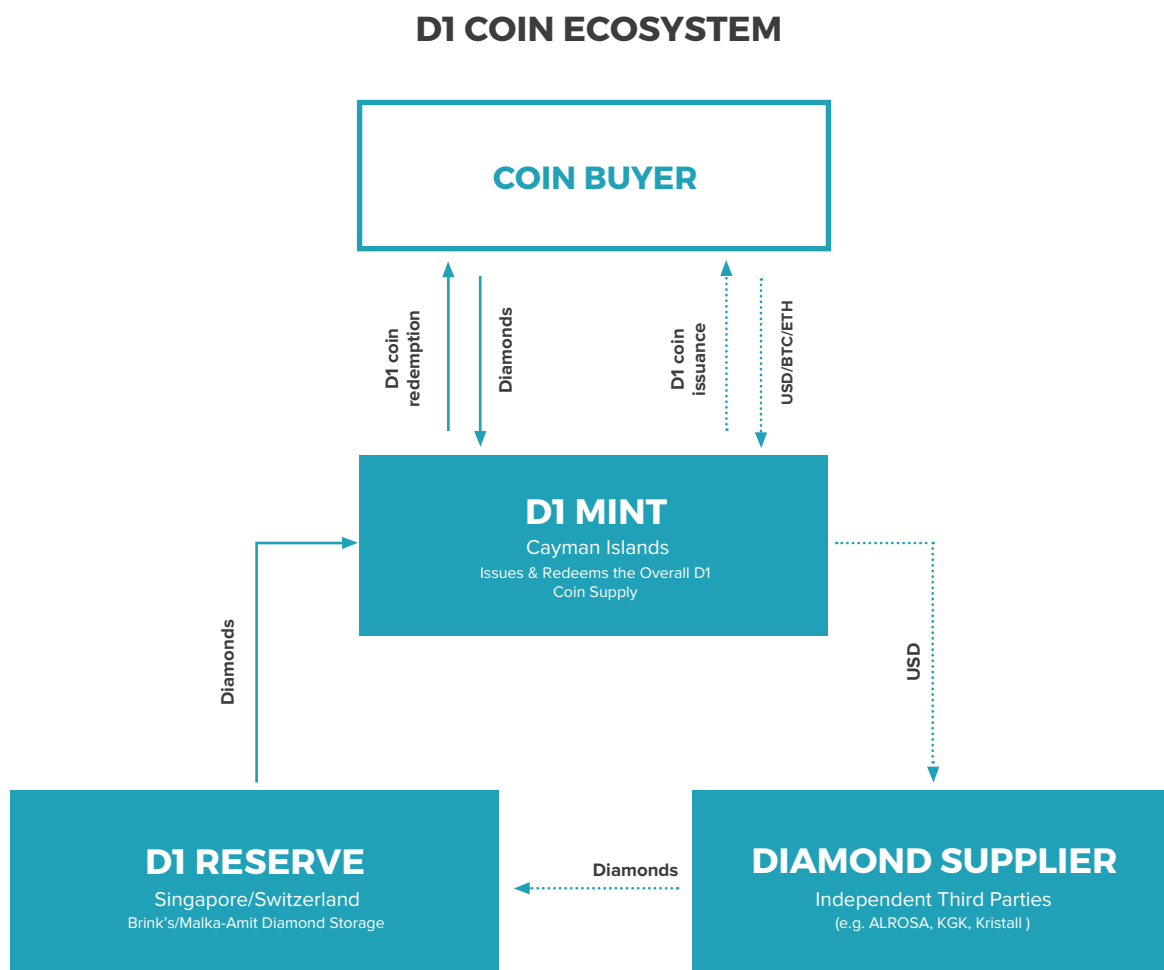 D1 COIN ECOSYSTEM
COIN BUYER
D1 coin
redemption
Diamonds
D1 coin
issuance
USD/BTC/ETH
D1 MINT
Cayman Islands
Issues & Redeems the Overall D1
Coin Supply
Diamonds
USD
D1 RESERVE
Singapore/Switzerland
Brink's/Malka-Amit Diamond Storage
Diamonds
DIAMOND SUPPLIER
Independent Third Parties
(e.g. ALROSA, KGK, Kristall )